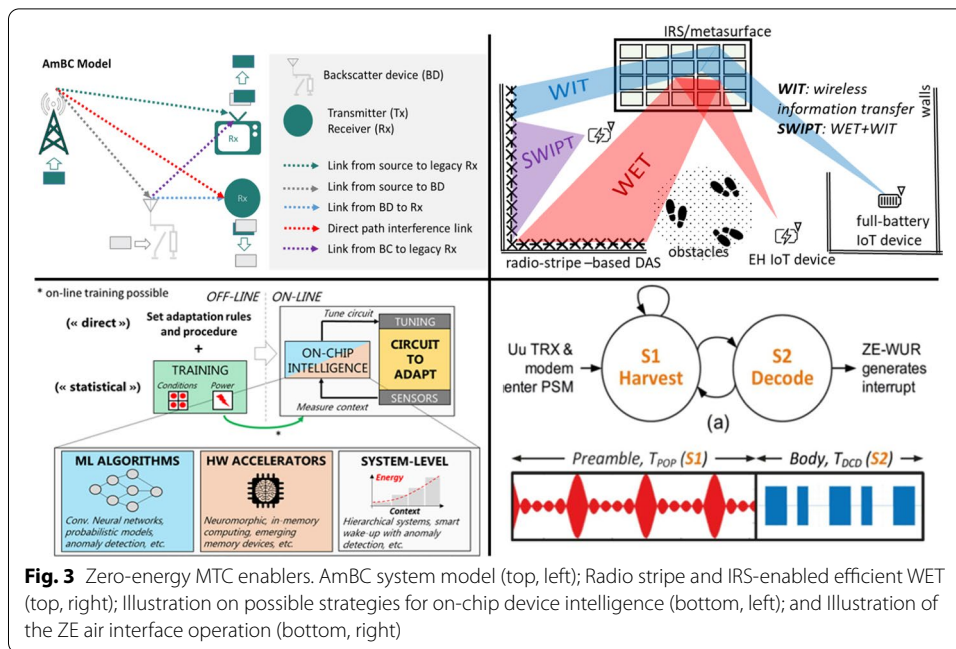 AmBC Model
Rx
Rx
Backscatter device (BD)
Transmitter (Tx)
Receiver (Rx)
Link from source to legacy Rx
Link from source to BD
Link from BD to Rx
Direct path interference link
Link from BC to legacy Rx
IRS/metasurface
WIT
SWIPT
WET
WIT: wireless
information transfer
SWIPT: WET+WIT
walls
obstacles
full-battery
IoT device
EH IoT device
radio-stripe –based DAS
* on-line training possible
OFF-LINE
ON-LINE
(« direct »)
Set adaptation rules
and procedure
+
(« statistical »)
TRAINING
Conditions
Power
Tune circuit
TUNING
ON-CHIP
INTELLIGENCE
CIRCUIT
TO
ADAPT
SENSORS
Measure context
*
ML ALGORITHMS
Conv. Neural networks,
probabilistic models,
anomaly detection, etc.
HW ACCELERATORS
Neuromorphic, in-memory
computing, emerging
memory devices, etc.
SYSTEM-LEVEL
Energy
Context
Hierarchical systems, smart
wake-up with anomaly
detection, etc.
Uu TRX &
modem
enter PSM
S1
Harvest
S2
Decode
ZE-WUR
generates
interrupt
(a)
Preamble, TPOP (S1)
Body, TDCD (S2)
Fig. 3 Zero-energy MTC enablers. AmBC system model (top, left); Radio stripe and IRS-enabled efficient WET
(top, right); Illustration on possible strategies for on-chip device intelligence (bottom, left); and Illustration of
the ZE air interface operation (bottom, right)